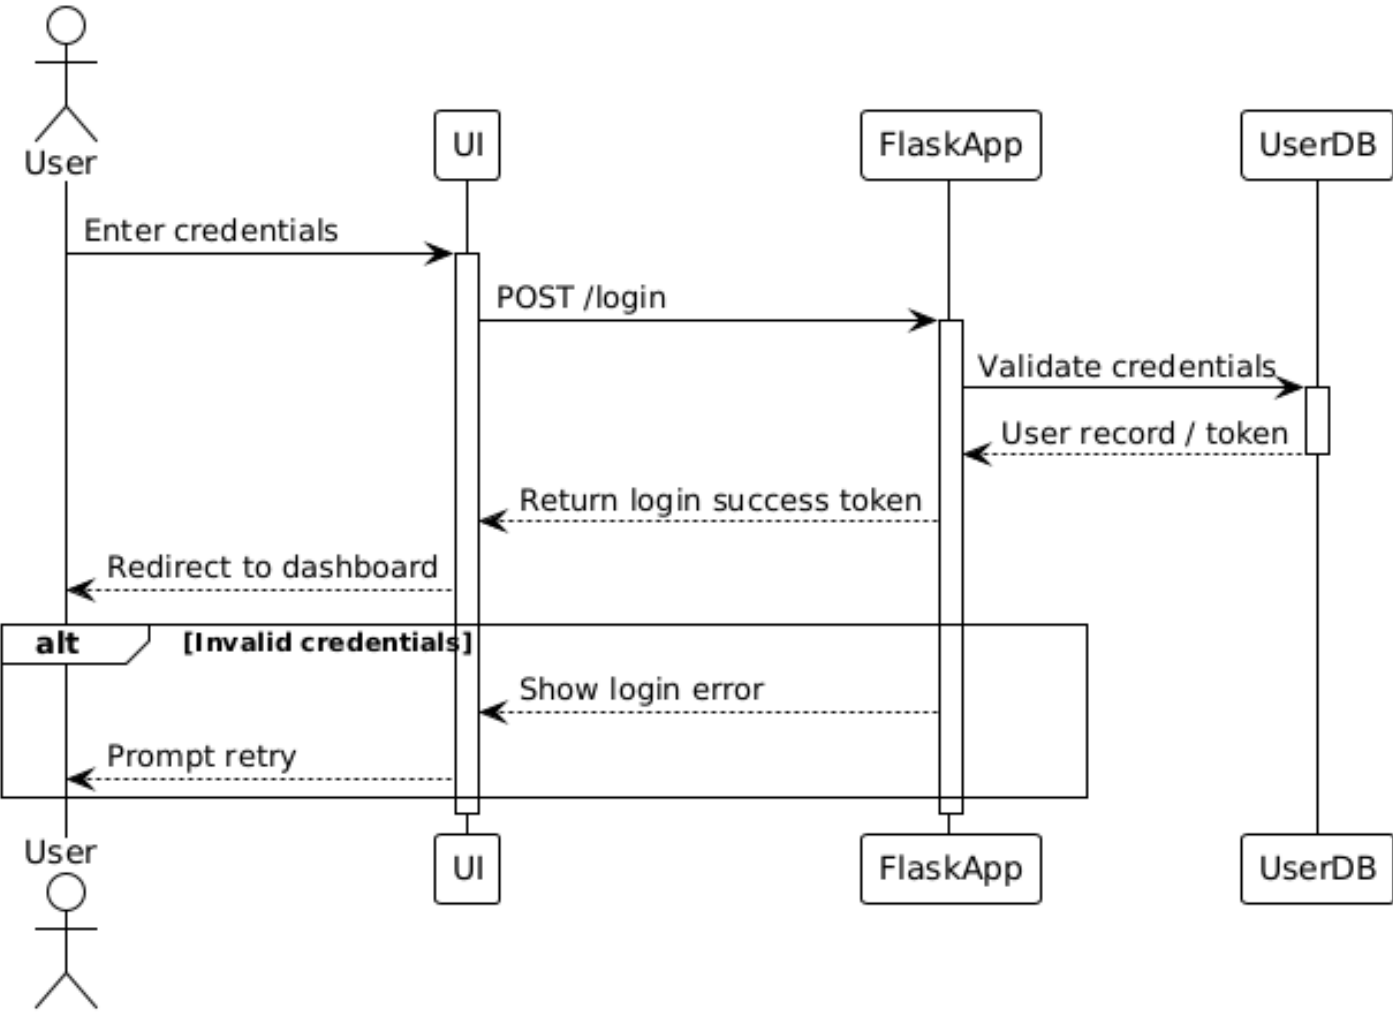 User
UI
FlaskApp
UserDB
Enter credentials
POST /login
Validate credentials
User record / token
Return login success token
Redirect to dashboard
alt [Invalid credentials]
Show login error
Prompt retry
User
UI
FlaskApp
UserDB